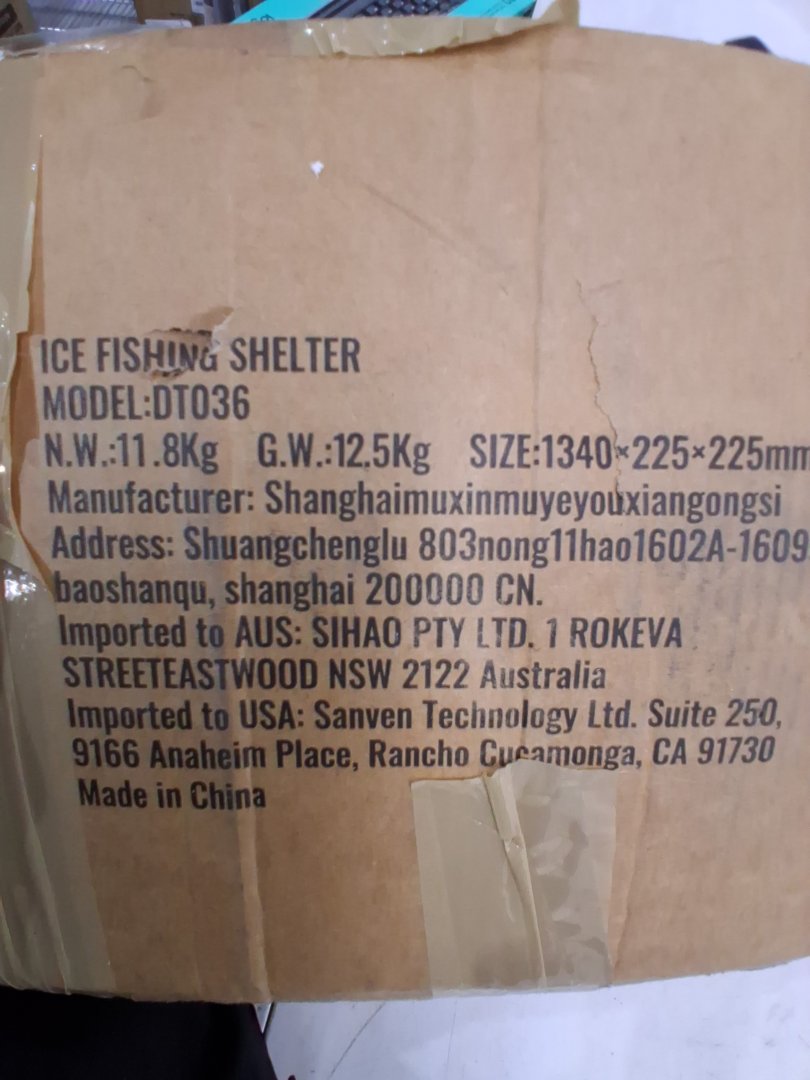 ICE FISHING SHELTER
MODEL:DT036
N.W.:11.8Kg G.W.:12.5Kg SIZE:1340×225×225mm
Manufacturer: Shanghaimuxinmuyeyouxiangongsi
Address: Shuangchenglu 803nong11hao1602A-1609
baoshanqu, shanghai 200000 CN.
Imported to AUS: SIHAO PTY LTD. 1 ROKEVA
STREETEASTWOOD NSW 2122 Australia
Imported to USA: Sanven Technology Ltd. Suite 250,
9166 Anaheim Place, Rancho Cucamonga, CA 91730
Made in China